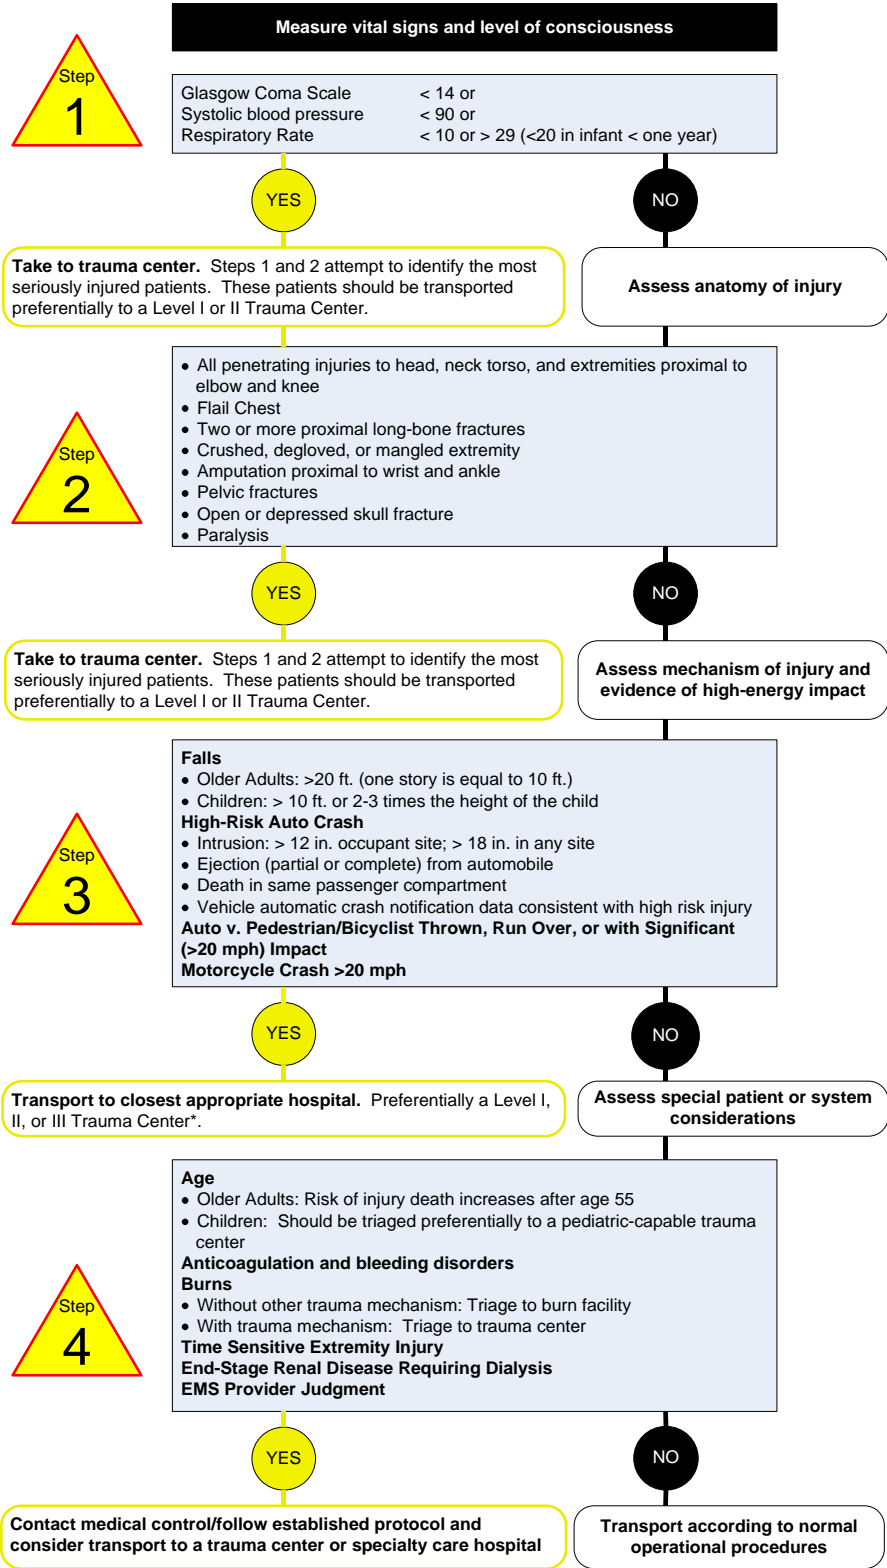 Measure vital signs and level of consciousness
Step
1
Glasgow Coma Scale < 14 or
Systolic blood pressure < 90 or
Respiratory Rate < 10 or > 29 (<20 in infant < one year)
YES
NO
Take to trauma center. Steps 1 and 2 attempt to identify the most
seriously injured patients. These patients should be transported
preferentially to a Level I or II Trauma Center.
Assess anatomy of injury
Step
2
• All penetrating injuries to head, neck torso, and extremities proximal to
elbow and knee
• Flail Chest
• Two or more proximal long-bone fractures
• Crushed, degloved, or mangled extremity
• Amputation proximal to wrist and ankle
• Pelvic fractures
• Open or depressed skull fracture
• Paralysis
YES
NO
Take to trauma center. Steps 1 and 2 attempt to identify the most
seriously injured patients. These patients should be transported
preferentially to a Level I or II Trauma Center.
Assess mechanism of injury and
evidence of high-energy impact
Step
3
Falls
• Older Adults: >20 ft. (one story is equal to 10 ft.)
• Children: > 10 ft. or 2-3 times the height of the child
High-Risk Auto Crash
• Intrusion: > 12 in. occupant site; > 18 in. in any site
• Ejection (partial or complete) from automobile
• Death in same passenger compartment
• Vehicle automatic crash notification data consistent with high risk injury
Auto v. Pedestrian/Bicyclist Thrown, Run Over, or with Significant
(>20 mph) Impact
Motorcycle Crash >20 mph
YES
NO
Transport to closest appropriate hospital. Preferentially a Level I,
II, or III Trauma Center*.
Assess special patient or system
considerations
Step
4
Age
• Older Adults: Risk of injury death increases after age 55
• Children: Should be triaged preferentially to a pediatric-capable trauma
center
Anticoagulation and bleeding disorders
Burns
• Without other trauma mechanism: Triage to burn facility
• With trauma mechanism: Triage to trauma center
Time Sensitive Extremity Injury
End-Stage Renal Disease Requiring Dialysis
EMS Provider Judgment
YES
NO
Contact medical control/follow established protocol and
consider transport to a trauma center or specialty care hospital
Transport according to normal
operational procedures